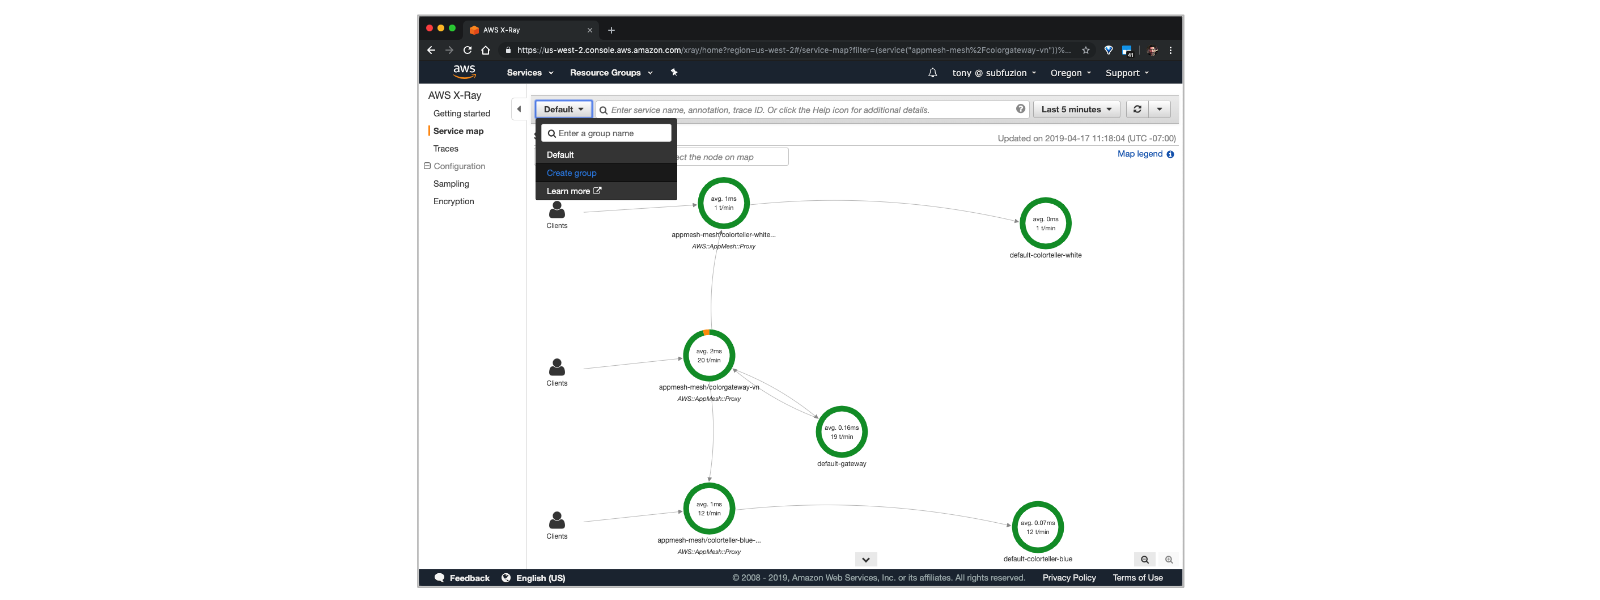 AWS X-Ray
https://us-west-2.console.aws.amazon.com/xray/home?region=us-west-2#/service-map?filter=(service("appmesh-mesh%2Fcolorgateway-vn"))%...
41
aws
Services
Resource Groups
tony @ subfuzion
Oregon
Support
AWS X-Ray
Getting started
Service map
Traces
Configuration
Sampling
Encryption
Default
Enter service name, annotation, trace ID. Or click the Help icon for additional details.
Last 5 minutes
Enter a group name
Default
Create group
Learn more
Updated on 2019-04-17 11:18:04 (UTC -07:00)
ect the node on map
Map legend
Clients
avg. 1ms
1 t/min
appmesh-mesh/colorteller-white...
AWS::AppMesh::Proxy
avg. 0ms
1 t/min
default-colorteller-white
Clients
avg. 2ms
20 t/min
appmesh-mesh/colorgateway-vn
AWS::AppMesh::Proxy
avg. 0.16ms
19 t/min
default-gateway
Clients
avg. 1ms
12 t/min
appmesh-mesh/colorteller-blue-...
AWS::AppMesh::Proxy
avg. 0.07ms
12 t/min
default-colorteller-blue
Feedback
English (US)
© 2008 - 2019, Amazon Web Services, Inc. or its affiliates. All rights reserved.
Privacy Policy
Terms of Use